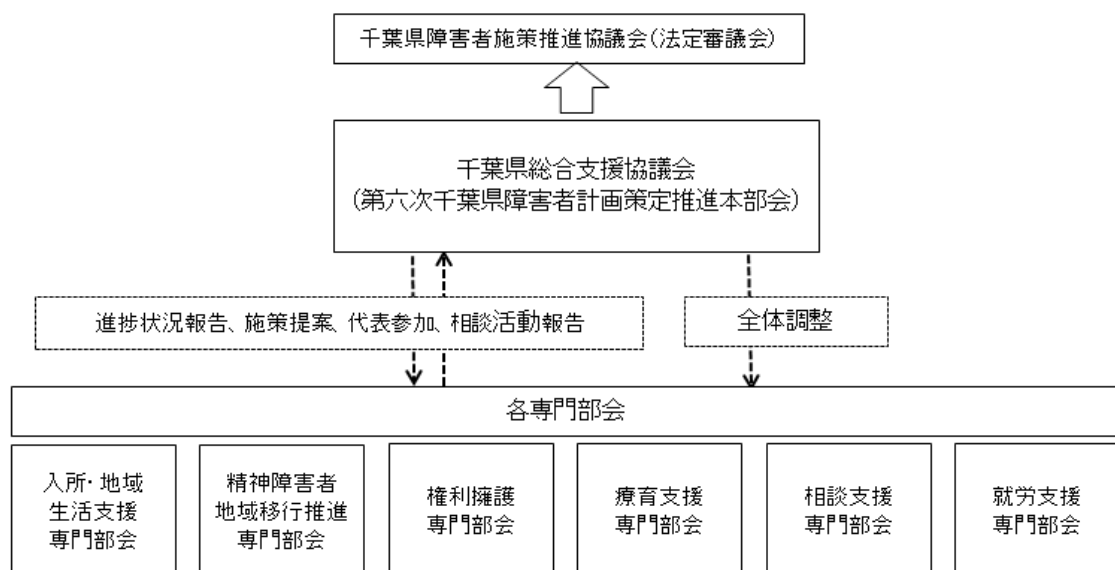 千葉県障害者施策推進協議会(法定審議会)
千葉県総合支援協議会
(第六次千葉県障害者計画策定推進本部会)
進捗状況報告、施策提案、代表参加、相談活動報告
全体調整
各専門部会
入所・地域
生活支援
専門部会
精神障害者
地域移行推進
専門部会
権利擁護
専門部会
療育支援
専門部会
相談支援
専門部会
就労支援
専門部会